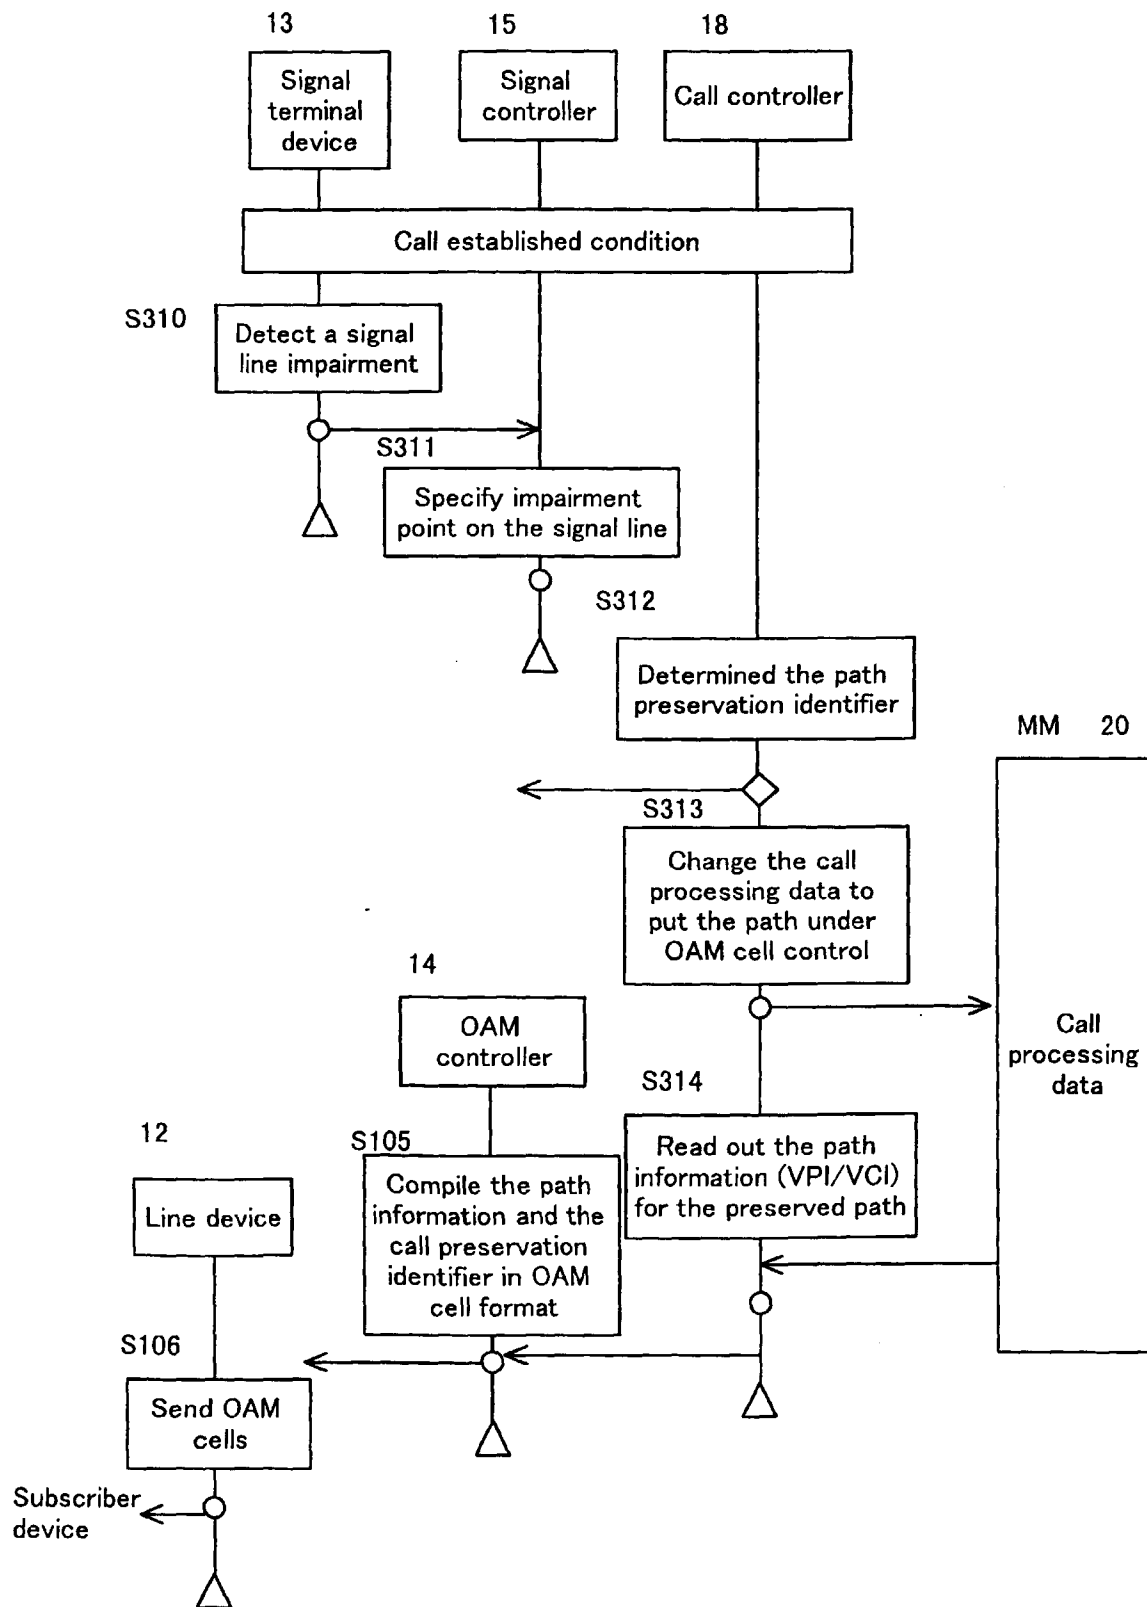 13
15
18
Signal
terminal
device
Signal
controller
Call controller
Call established condition
S310
Detect a signal
line impairment
S311
Specify impairment
point on the signal line
S312
Determined the path
preservation identifier
MM 20
S313
Change the call
processing data to
put the path under
OAM cell control
14
OAM
controller
Call
processing
data
S314
12
S105
Read out the path
information (VPI/VCI)
for the preserved path
Line device
Compile the path
information and the
call preservation
identifier in OAM
cell format
S106
Send OAM
cells
Subscriber
device